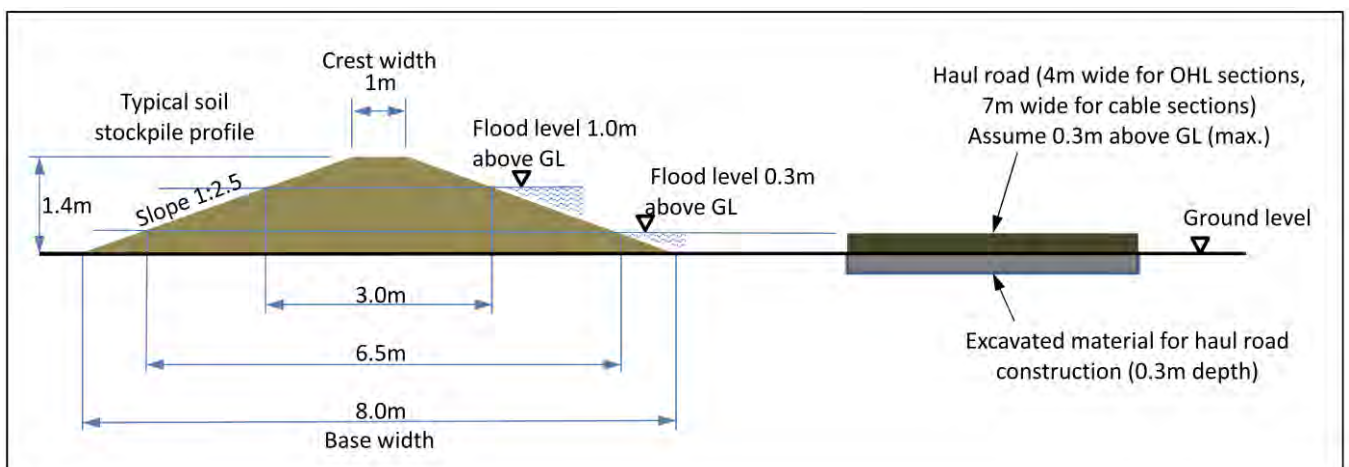 Crest width
1m
Typical soil
stockpile profile
Flood level 1.0m
above GL
Flood level 0.3m
above GL
Slope 1:2.5
1.4m
3.0m
6.5m
8.0m
Base width
Haul road (4m wide for OHL sections,
7m wide for cable sections)
Assume 0.3m above GL (max.)
Ground level
Excavated material for haul road
construction (0.3m depth)